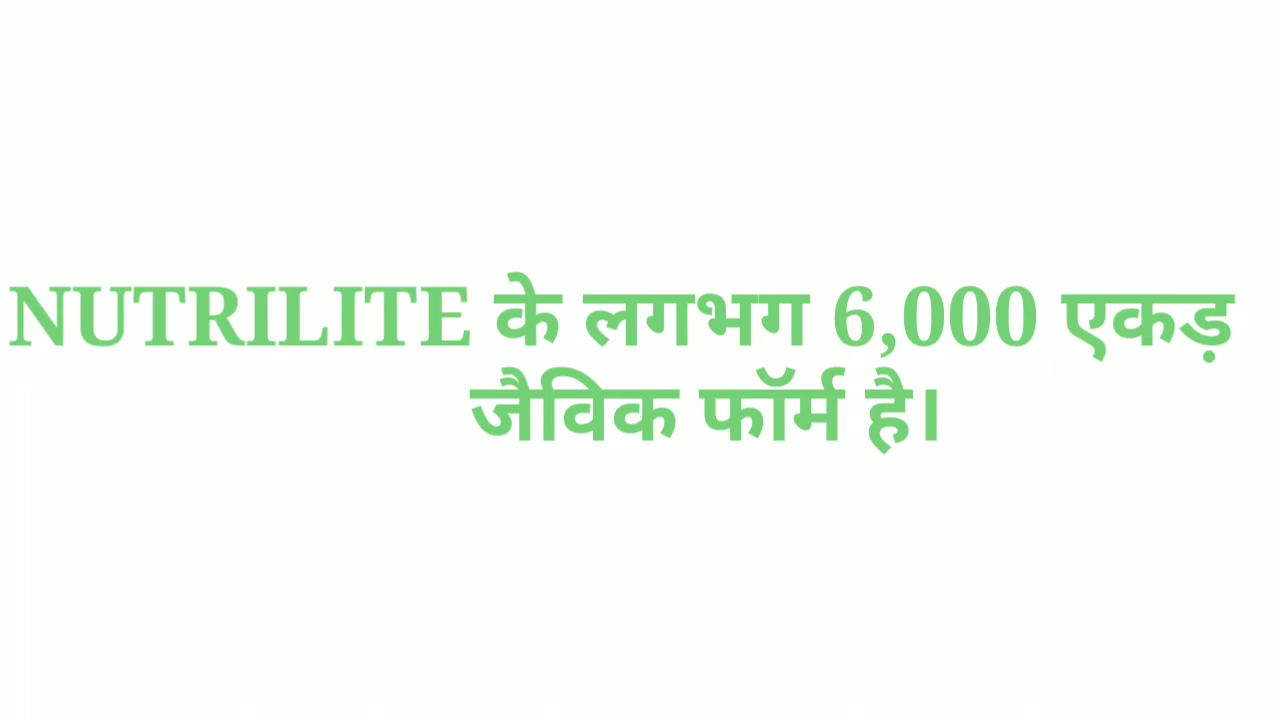 NUTRILITE के लगभग 6,000 एकड़
जैविक फॉर्म है।